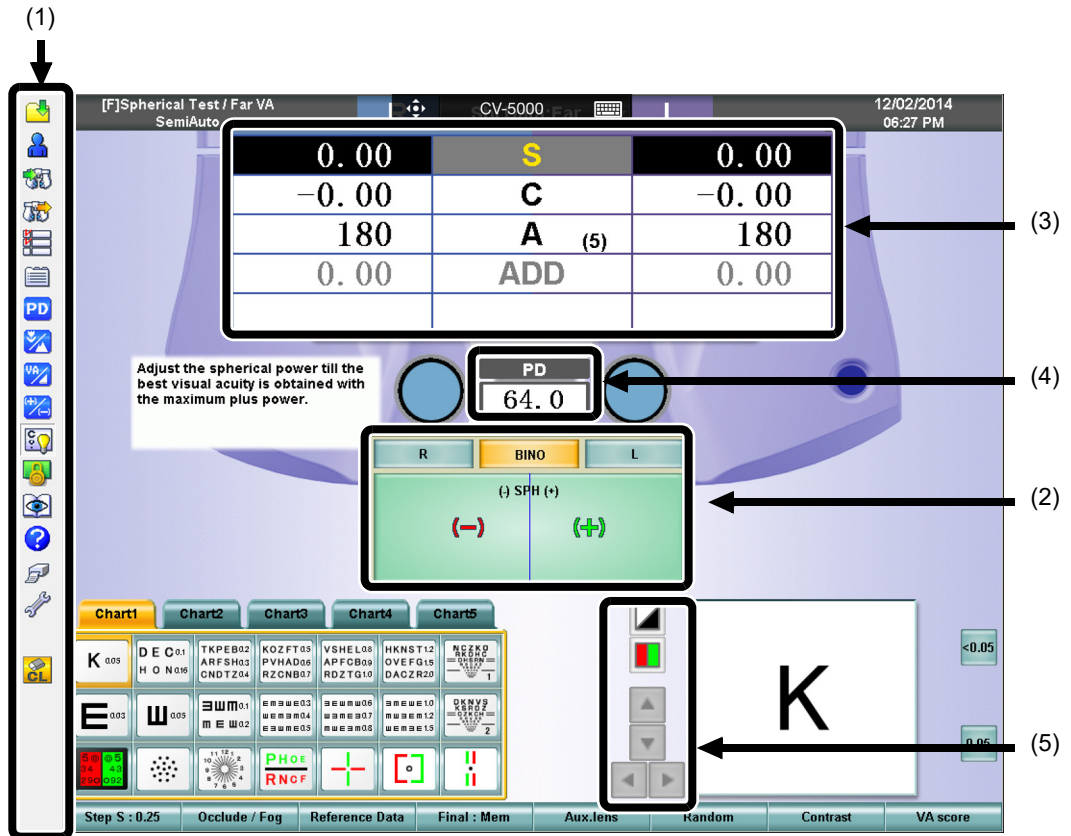 (1)
[F]Spherical Test / Far VA
SemiAuto
CV-5000
L
12/02/2014
06:27 PM
0.00 S 0.00
-0.00 C -0.00
180 A (5) 180
0.00 ADD 0.00
(3)
Adjust the spherical power till the
best visual acuity is obtained with
the maximum plus power.
PD
64.0
(4)
R BINO L
(-) SPH (+)
(-) (+)
(2)
PD
VA
(+)/(-)
CL
Chart1 Chart2 Chart3 Chart4 Chart5
K 0.05
D E C 0.1
H O N 0.16
TKPEB 0.2
ARFSH 0.3
CNDTZ 0.4
KOZFT 0.5
PVHAD 0.6
RZCNB 0.7
VSHEL 0.8
APFCB 0.9
RDZTG 1.0
HKNST 1.2
OVEFG 1.5
DACZR 2.0
NCZKO
RKDHC
1
DKNVS
KSROZ
2
PHOE
RNCF
K
<0.05
0.05
(5)
Step S : 0.25 Occlude / Fog Reference Data Final : Mem Aux.lens Random Contrast VA score